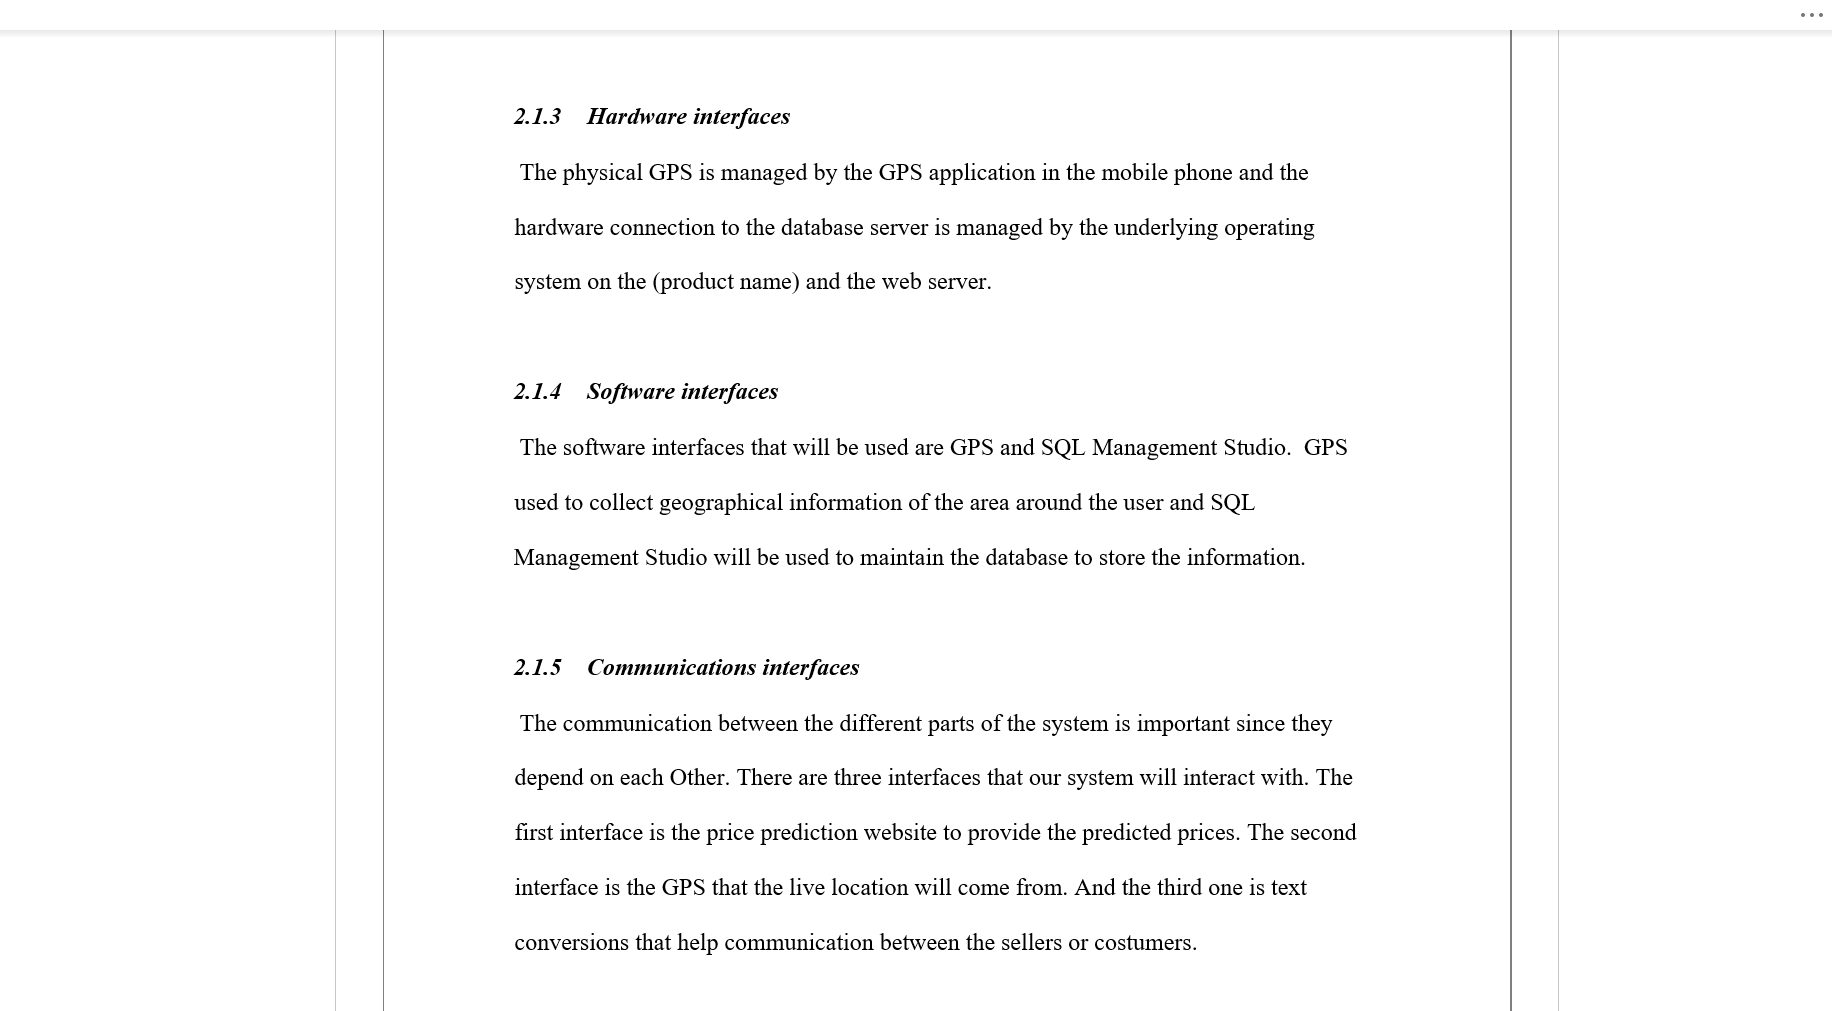 2.1.3 Hardware interfaces
The physical GPS is managed by the GPS application in the mobile phone and the
hardware connection to the database server is managed by the underlying operating
system on the (product name) and the web server.
2.1.4 Software interfaces
The software interfaces that will be used are GPS and SQL Management Studio.  GPS
used to collect geographical information of the area around the user and SQL
Management Studio will be used to maintain the database to store the information.
2.1.5 Communications interfaces
The communication between the different parts of the system is important since they
depend on each Other. There are three interfaces that our system will interact with. The
first interface is the price prediction website to provide the predicted prices. The second
interface is the GPS that the live location will come from. And the third one is text
conversions that help communication between the sellers or costumers.